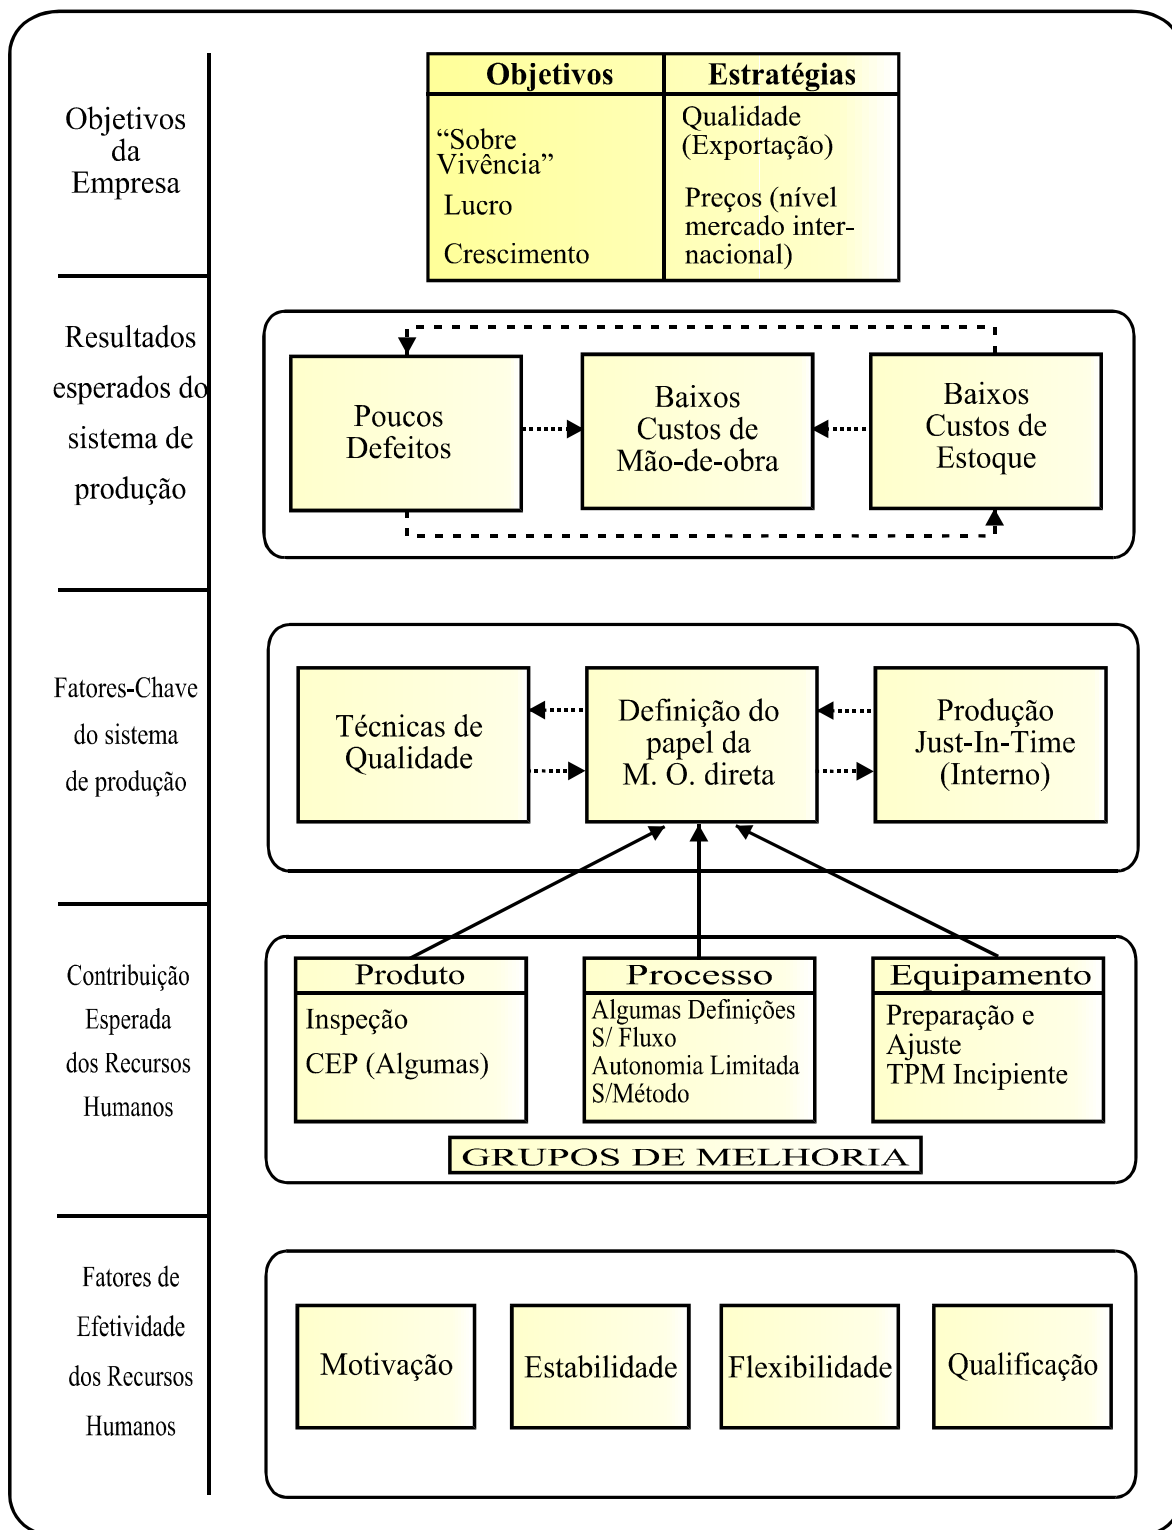 Objetivos
da
Empresa
Objetivos
Estratégias
“Sobre
Vivência”
Lucro
Crescimento
Qualidade
(Exportação)
Preços (nível
mercado inter-
nacional)
Resultados
esperados do
sistema de
produção
Poucos
Defeitos
Baixos
Custos de
Mão-de-obra
Baixos
Custos de
Estoque
Fatores-Chave
do sistema
de produção
Técnicas de
Qualidade
Definição do
papel da
M. O. direta
Produção
Just-In-Time
(Interno)
Contribuição
Esperada
dos Recursos
Humanos
Produto
Inspeção
CEP (Algumas)
Processo
Algumas Definições
S/ Fluxo
Autonomia Limitada
S/Método
Equipamento
Preparação e
Ajuste
TPM Incipiente
GRUPOS DE MELHORIA
Fatores de
Efetividade
dos Recursos
Humanos
Motivação
Estabilidade
Flexibilidade
Qualificação